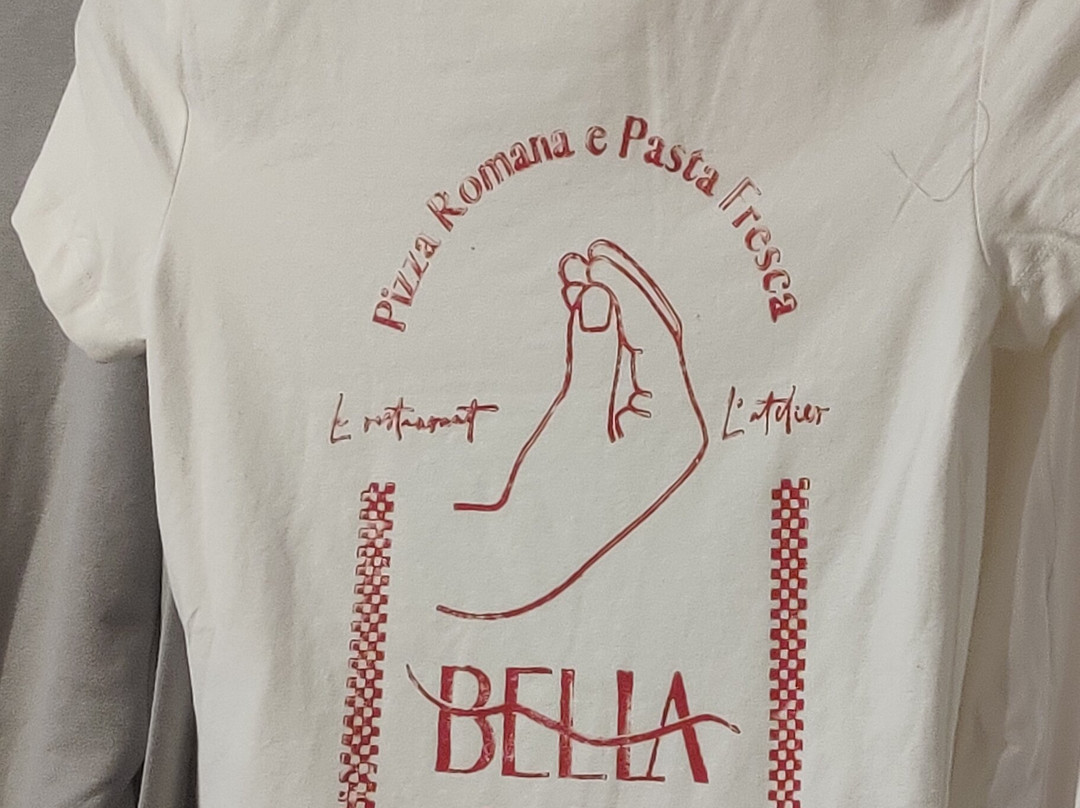 Pizza Romana e Pasta Fresca
Le restaurant
L'atelier
BELLA